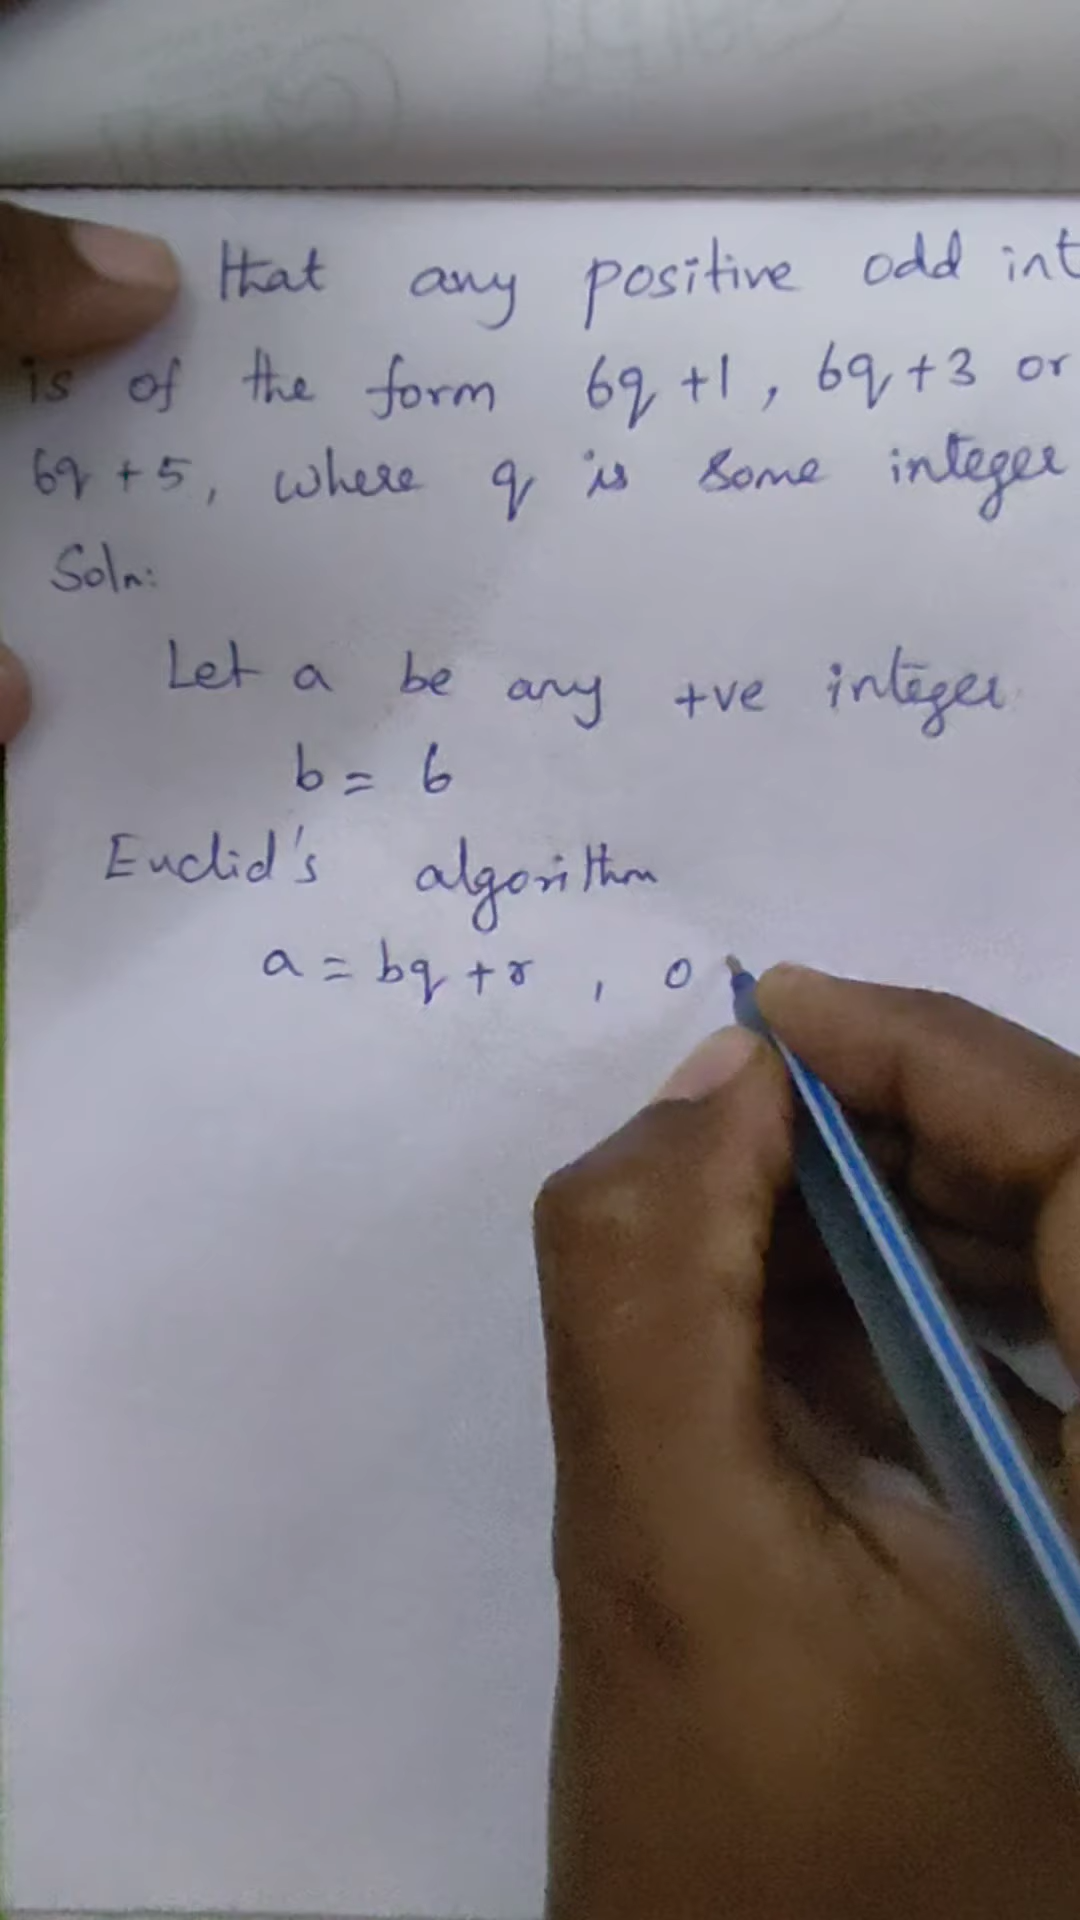 that any positive odd int
is of the form 6q +1, 6q +3 or
6q +5, where q is some integer
Soln:
Let a be any +ve integer
b = 6
Euclid's algorithm
a = bq + r , 0